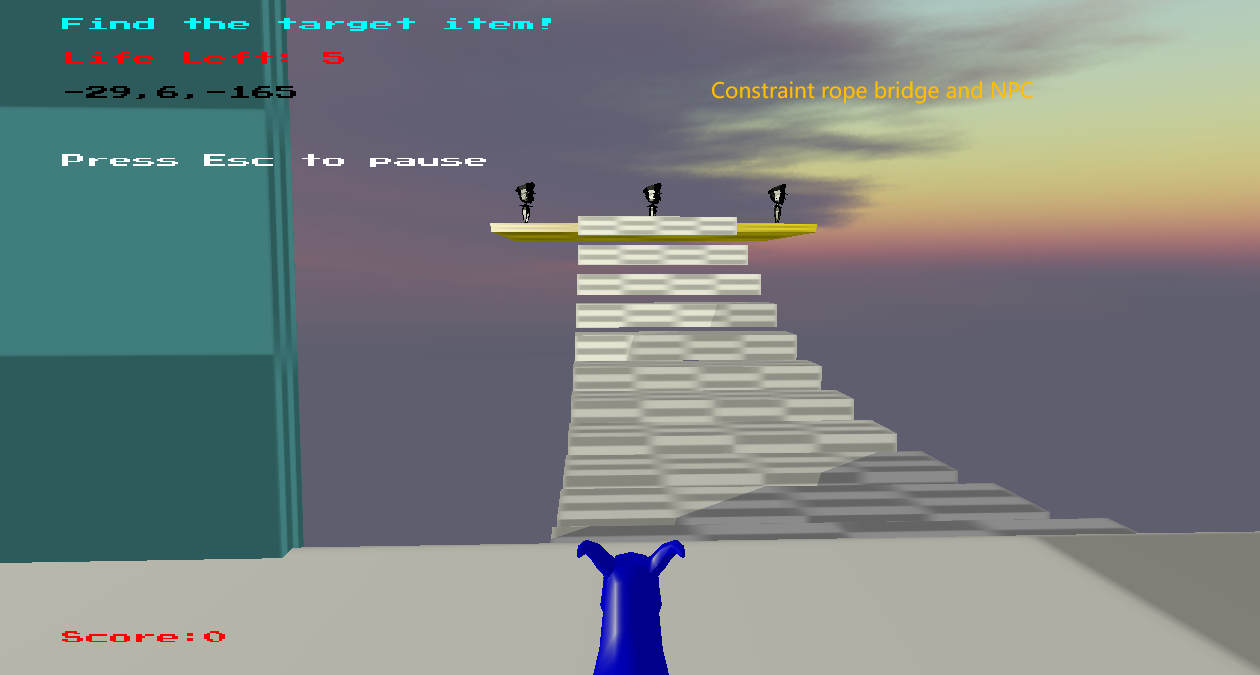 Find the target item!
Life Left: 5
-29,6,-165
Constraint rope bridge and NPC
Press Esc to pause
Score:0